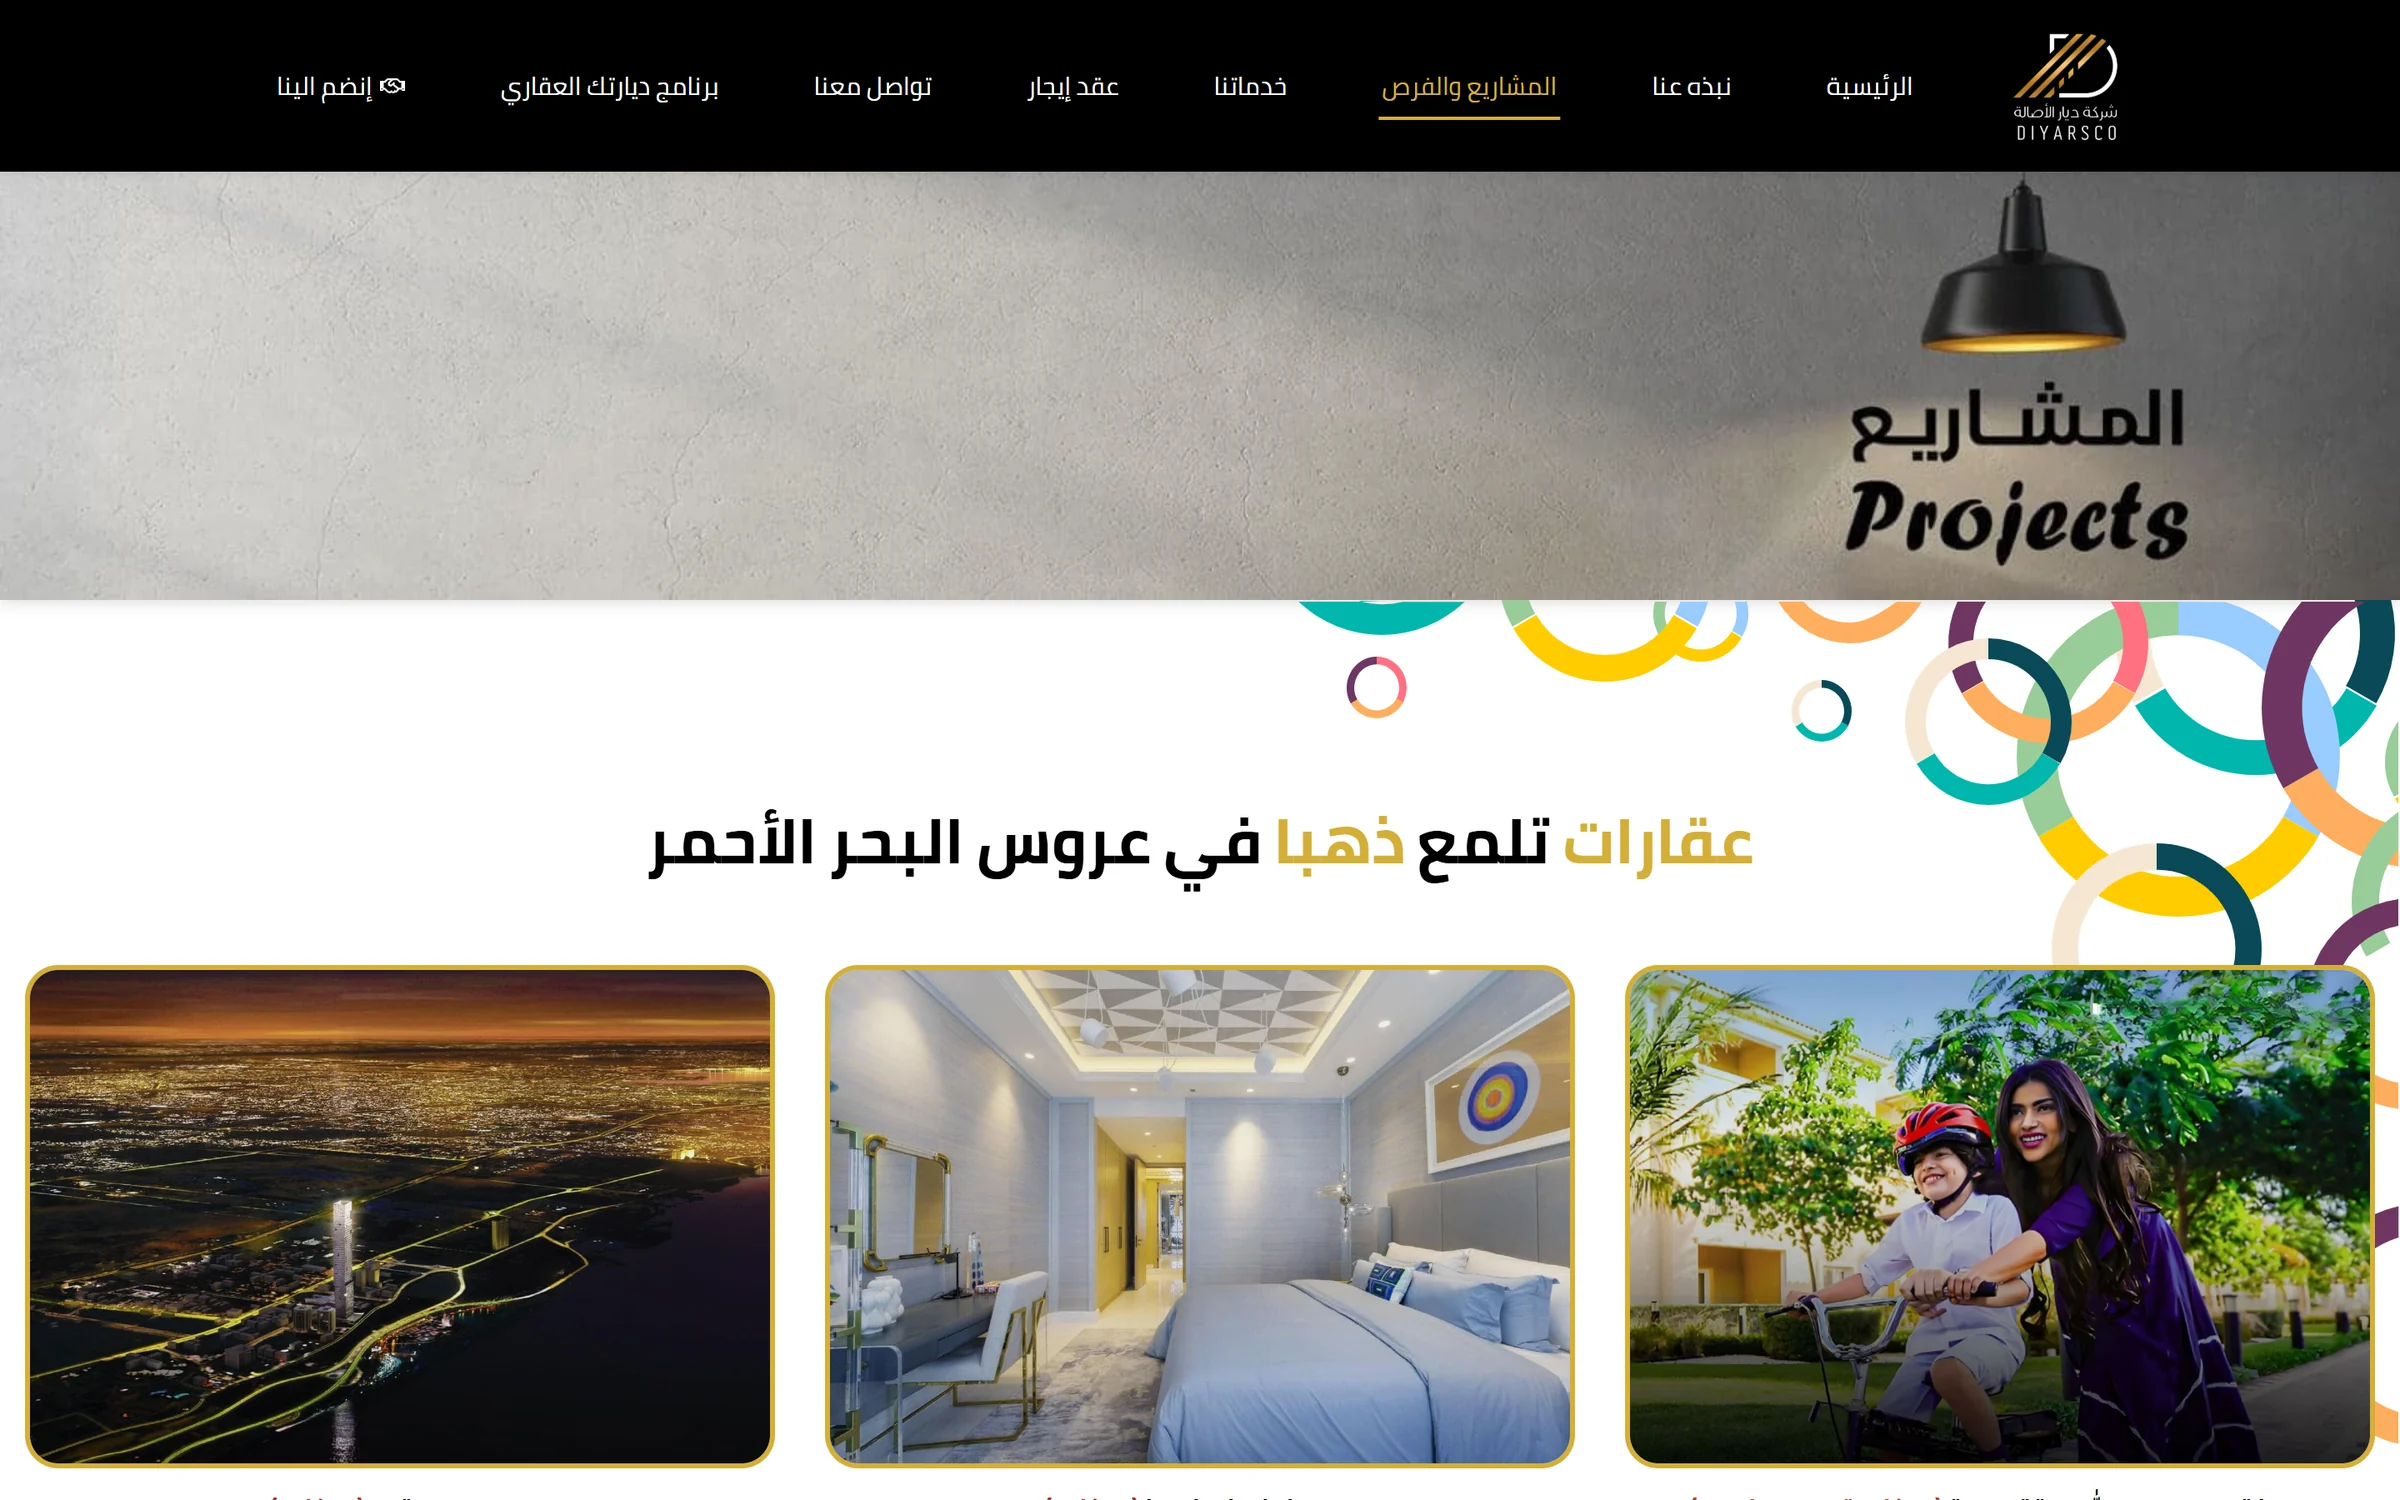 شركة ديار الأصالة
DIYARSCO
الرئيسية
نبذه عنا
المشاريع والفرص
خدماتنا
عقد إيجار
تواصل معنا
برنامج ديارتك العقاري
إنضم الينا
المشاريع
Projects
عقارات تلمع ذهبا في عروس البحر الأحمر